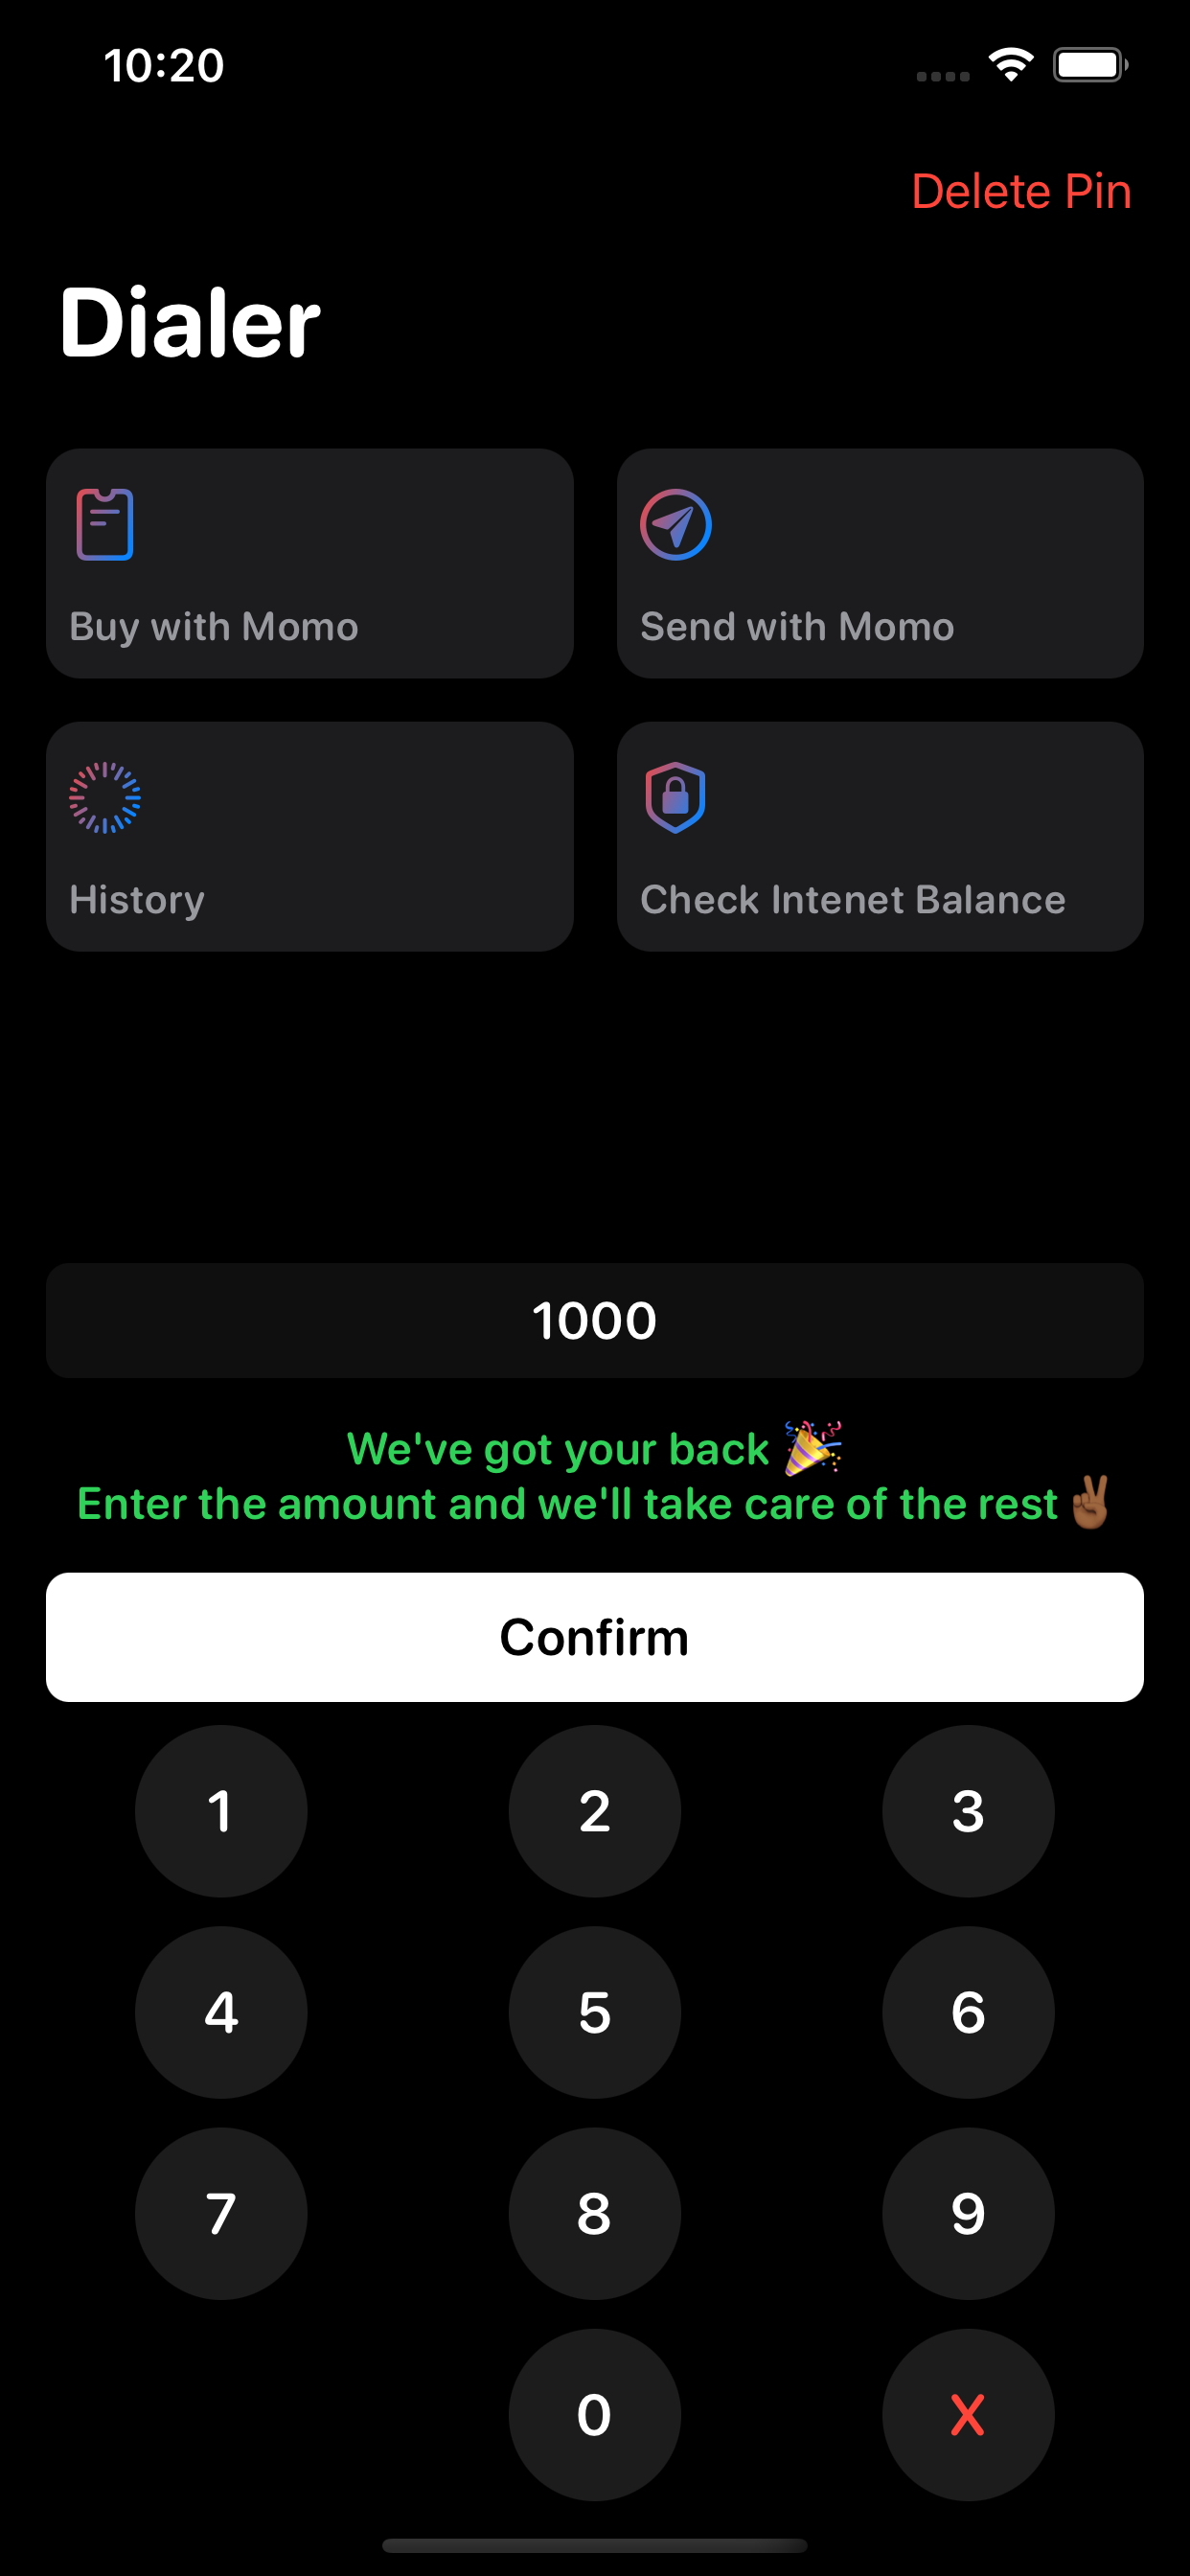 10:20
Delete Pin
Dialer
Buy with Momo
Send with Momo
History
Check Intenet Balance
1000
We've got your back 🎉
Enter the amount and we'll take care of the rest ✌🏾
Confirm
1 2 3
4 5 6
7 8 9
0 X